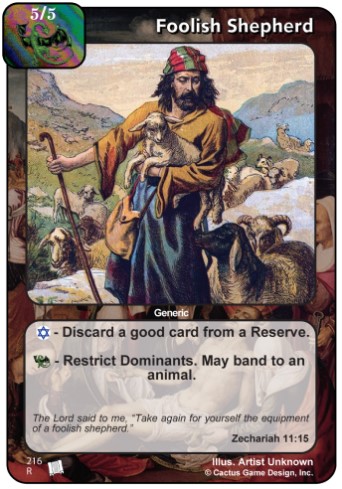 5/5
Foolish Shepherd
Generic
- Discard a good card from a Reserve.
- Restrict Dominants. May band to an
animal.
The Lord said to me, "Take again for yourself the equipment
of a foolish shepherd."
Zechariah 11:15
216
R
Illus. Artist Unknown
© Cactus Game Design, Inc.